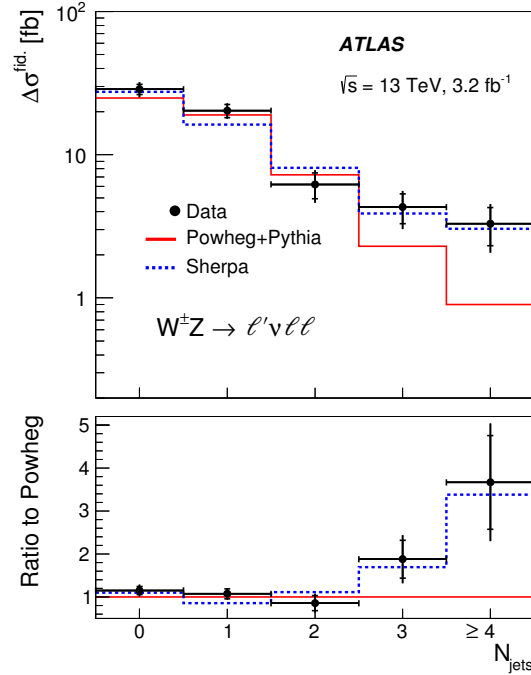 10²
Δσ^fid. [fb]
ATLAS
√s = 13 TeV, 3.2 fb⁻¹
10
Data
Powheg+Pythia
Sherpa
1
W±Z → ℓ′νℓℓ
Ratio to Powheg
5
4
3
2
1
0 1 2 3 ≥ 4
N_jets